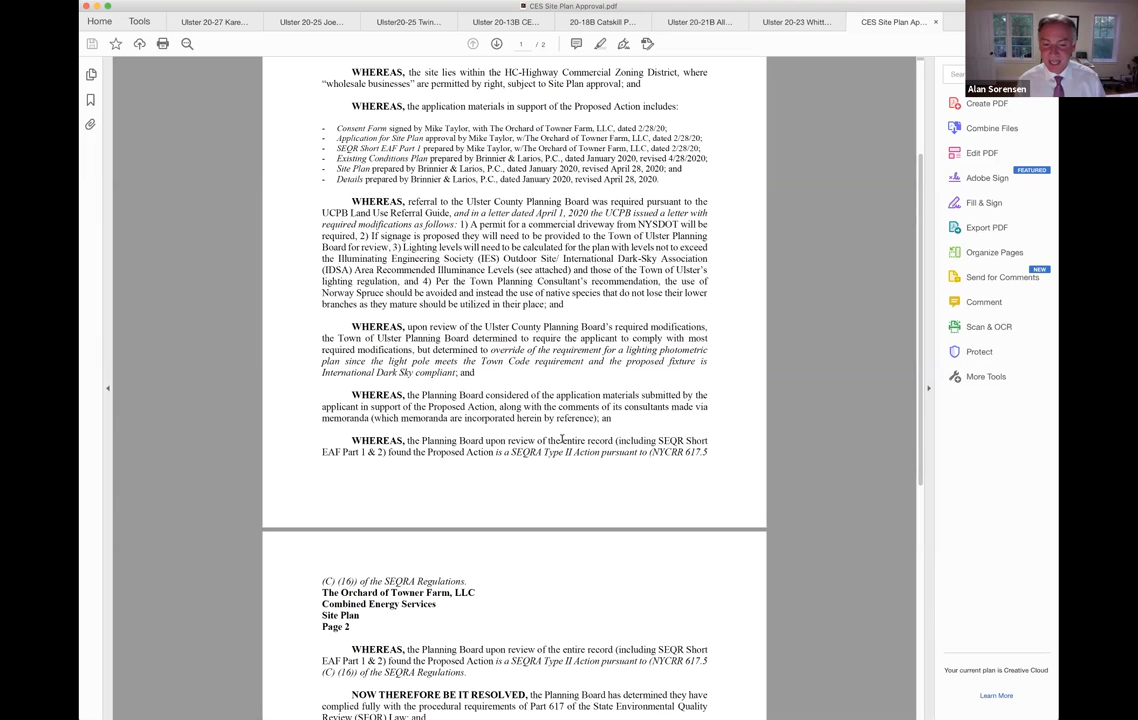 CES Site Plan Approval.pdf
Home
Tools
Ulster 20-27 Kare...
Ulster 20-25 Joe...
Ulster20-25 Twin...
Ulster 20-13B CE...
20-18B Catskill P...
Ulster 20-21B All...
Ulster 20-23 Whitt...
CES Site Plan Ap...
×
1 / 2
Sear
Alan Sorensen
Create PDF
Combine Files
Edit PDF
FEATURED
Adobe Sign
Fill & Sign
Export PDF
Organize Pages
NEW
Send for Comments
Comment
Scan & OCR
Protect
More Tools
Your current plan is Creative Cloud
Learn More
WHEREAS, the site lies within the HC-Highway Commercial Zoning District, where
“wholesale businesses” are permitted by right, subject to Site Plan approval; and
WHEREAS, the application materials in support of the Proposed Action includes:
- Consent Form signed by Mike Taylor, with The Orchard of Towner Farm, LLC, dated 2/28/20;
- Application for Site Plan approval by Mike Taylor, w/The Orchard of Towner Farm, LLC, dated 2/28/20;
- SEQR Short EAF Part 1 prepared by Mike Taylor, w/The Orchard of Towner Farm, LLC, dated 2/28/20;
- Existing Conditions Plan prepared by Brinnier & Larios, P.C., dated January 2020, revised 4/28/2020;
- Site Plan prepared by Brinnier & Larios, P.C., dated January 2020, revised April 28, 2020; and
- Details prepared by Brinnier & Larios, P.C., dated January 2020, revised April 28, 2020.
WHEREAS, referral to the Ulster County Planning Board was required pursuant to the
UCPB Land Use Referral Guide, and in a letter dated April 1, 2020 the UCPB issued a letter with
required modifications as follows: 1) A permit for a commercial driveway from NYSDOT will be
required, 2) If signage is proposed they will need to be provided to the Town of Ulster Planning
Board for review, 3) Lighting levels will need to be calculated for the plan with levels not to exceed
the Illuminating Engineering Society (IES) Outdoor Site/ International Dark-Sky Association
(IDSA) Area Recommended Illuminance Levels (see attached) and those of the Town of Ulster’s
lighting regulation, and 4) Per the Town Planning Consultant’s recommendation, the use of
Norway Spruce should be avoided and instead the use of native species that do not lose their lower
branches as they mature should be utilized in their place; and
WHEREAS, upon review of the Ulster County Planning Board’s required modifications,
the Town of Ulster Planning Board determined to require the applicant to comply with most
required modifications, but determined to override of the requirement for a lighting photometric
plan since the light pole meets the Town Code requirement and the proposed fixture is
International Dark Sky compliant; and
WHEREAS, the Planning Board considered of the application materials submitted by the
applicant in support of the Proposed Action, along with the comments of its consultants made via
memoranda (which memoranda are incorporated herein by reference); an
WHEREAS, the Planning Board upon review of the entire record (including SEQR Short
EAF Part 1 & 2) found the Proposed Action is a SEQRA Type II Action pursuant to (NYCRR 617.5
(C) (16)) of the SEQRA Regulations.
The Orchard of Towner Farm, LLC
Combined Energy Services
Site Plan
Page 2
WHEREAS, the Planning Board upon review of the entire record (including SEQR Short
EAF Part 1 & 2) found the Proposed Action is a SEQRA Type II Action pursuant to (NYCRR 617.5
(C) (16)) of the SEQRA Regulations.
NOW THEREFORE BE IT RESOLVED, the Planning Board has determined they have
complied fully with the procedural requirements of Part 617 of the State Environmental Quality
Review (SEQR) Law; and